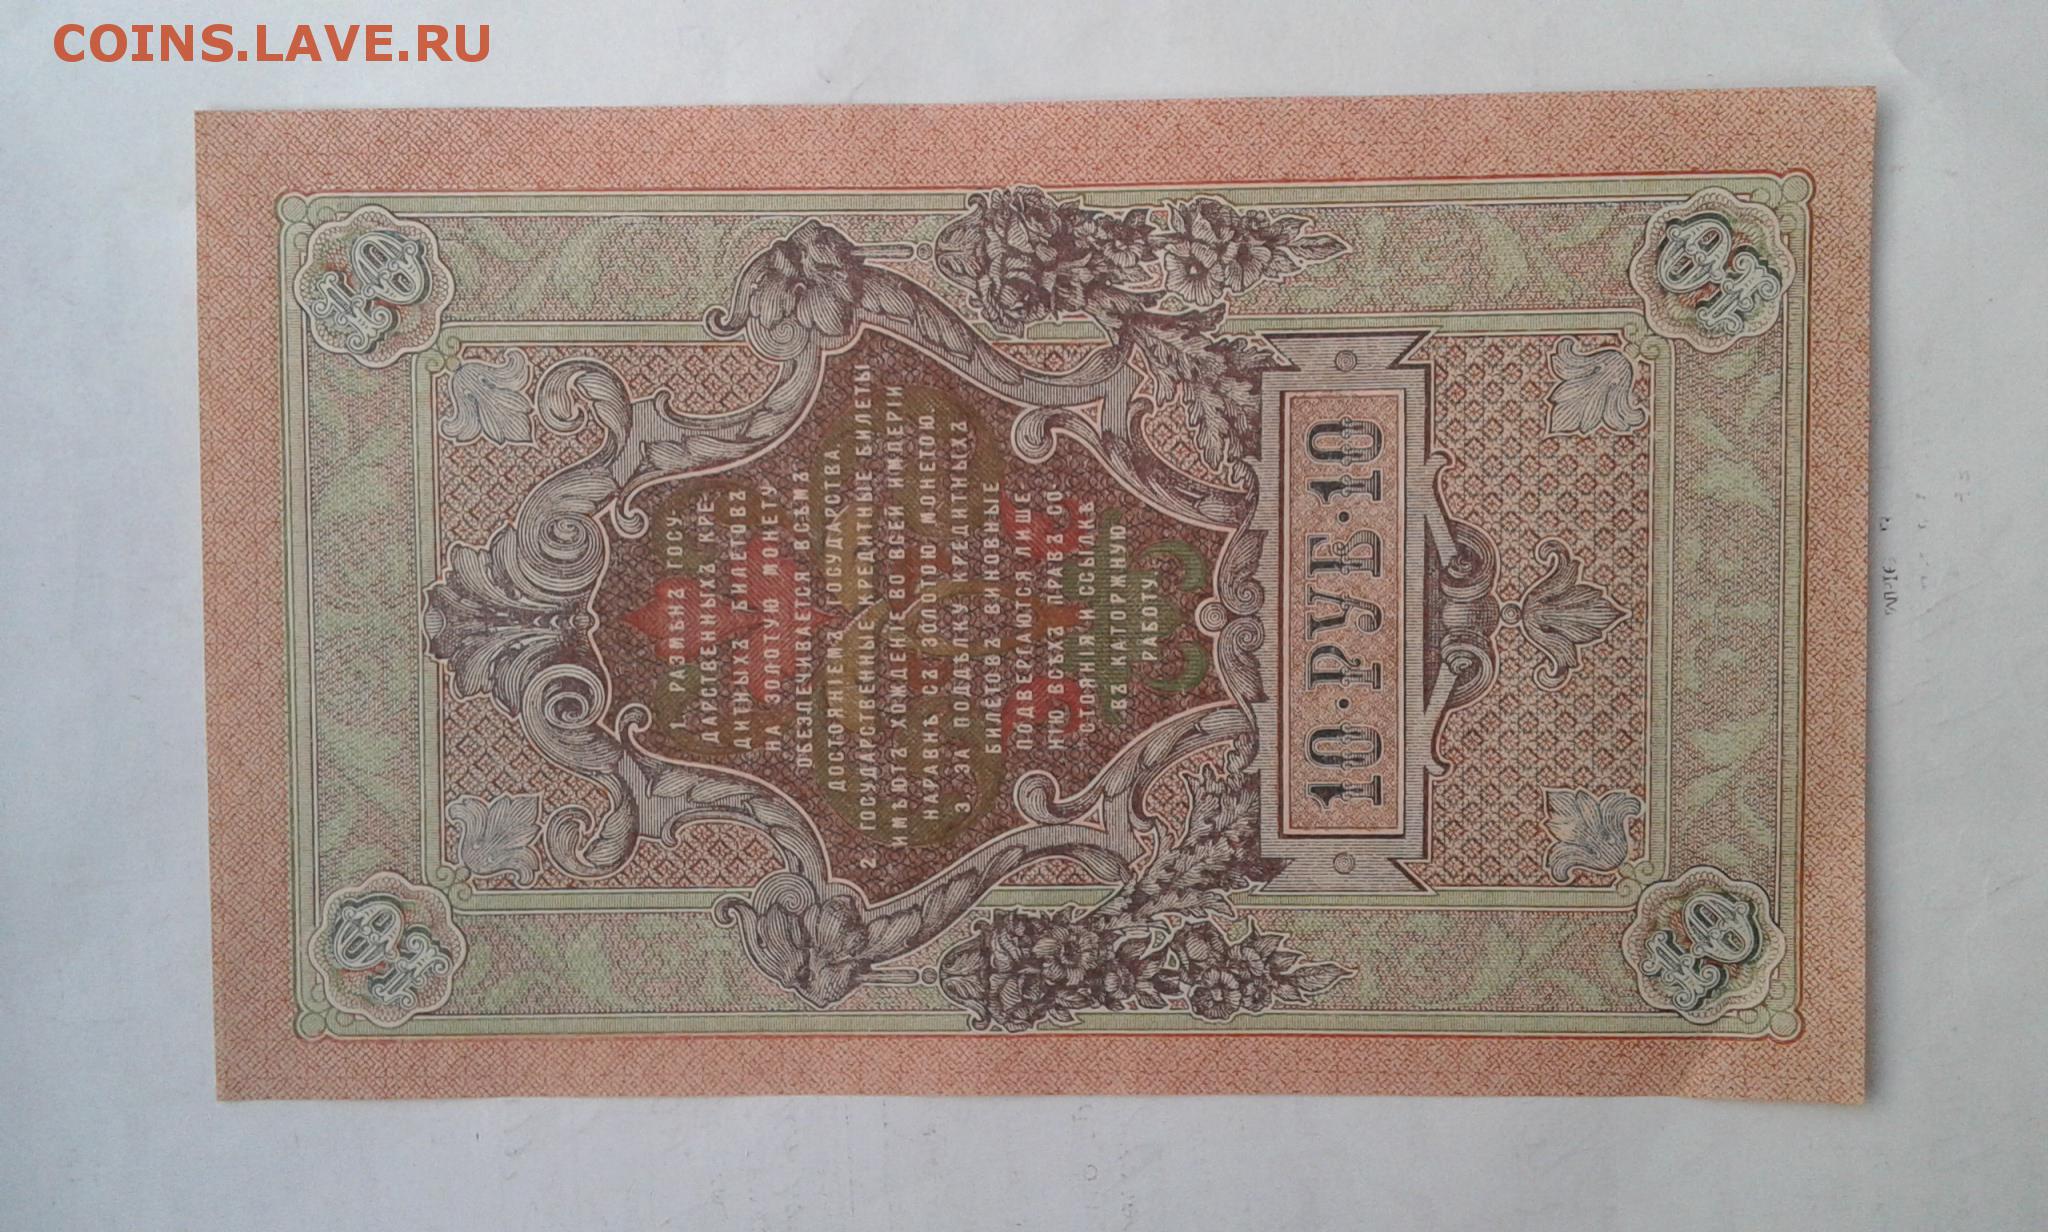 COINS.LAVE.RU
1. РАЗМѢНЪ ГОСУ-
ДАРСТВЕННЫХЪ КРЕ-
ДИТНЫХЪ БИЛЕТОВЪ
НА ЗОЛОТУЮ МОНЕТУ
ОБЕЗПЕЧИВАЕТСЯ ВСѢМЪ
ДОСТОЯНІЕМЪ ГОСУДАРСТВА.
2. ГОСУДАРСТВЕННЫЕ КРЕДИТНЫЕ БИЛЕТЫ
ИМѢЮТЪ ХОЖДЕНІЕ ВО ВСЕЙ ИМПЕРІИ
НАРАВНѢ СЪ ЗОЛОТОЮ МОНЕТОЮ.
3. ЗА ПОДДѢЛКУ КРЕДИТНЫХЪ
БИЛЕТОВЪ ВИНОВНЫЕ
ПОДВЕРГАЮТСЯ ЛИШЕ
НІЮ ВСѢХЪ ПРАВЪ СО-
СТОЯНІЯ И ССЫЛКѢ
ВЪ КАТОРЖНУЮ
РАБОТУ.
10·РУБ·10
10
10
10
10